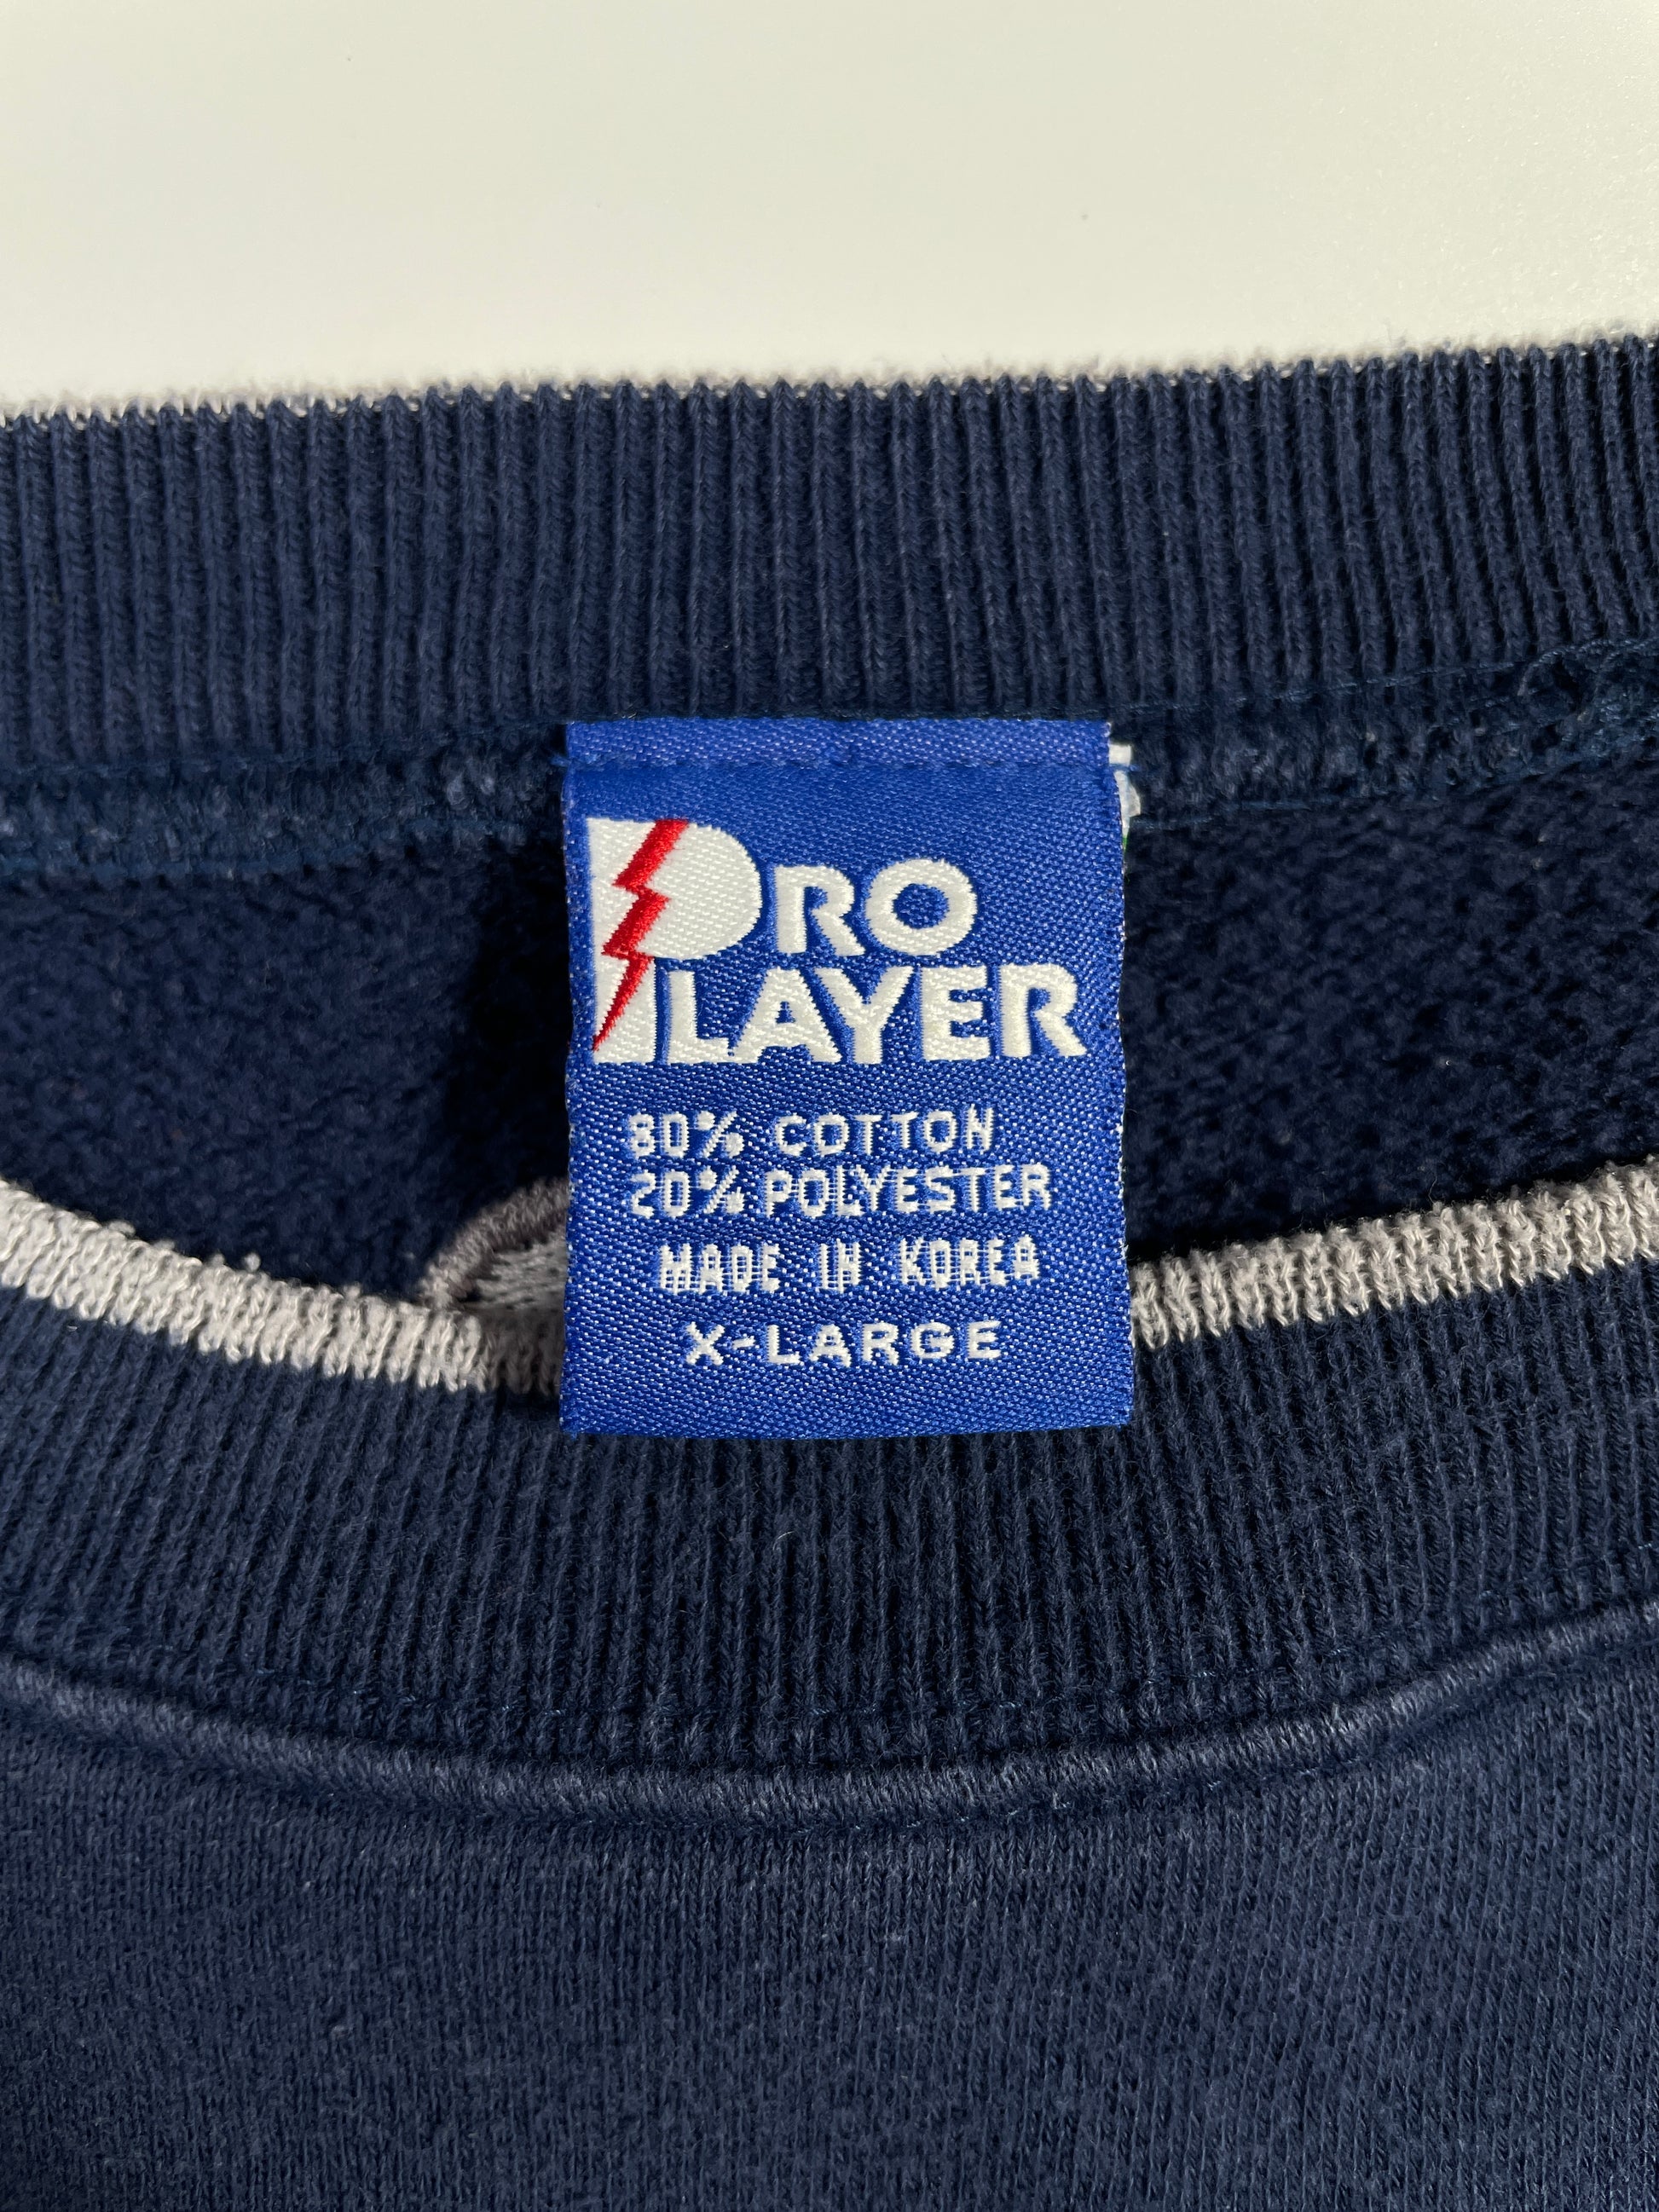 PRO
PLAYER
80% COTTON
20% POLYESTER
MADE IN KOREA
X-LARGE